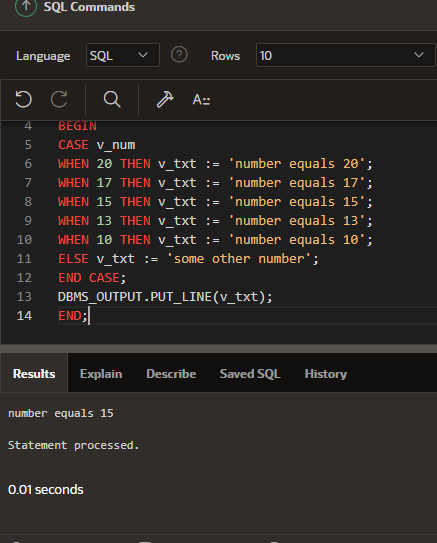 SQL Commands
Language SQL Rows 10
4 BEGIN
5 CASE v_num
6 WHEN 20 THEN v_txt := 'number equals 20';
7 WHEN 17 THEN v_txt := 'number equals 17';
8 WHEN 15 THEN v_txt := 'number equals 15';
9 WHEN 13 THEN v_txt := 'number equals 13';
10 WHEN 10 THEN v_txt := 'number equals 10';
11 ELSE v_txt := 'some other number';
12 END CASE;
13 DBMS_OUTPUT.PUT_LINE(v_txt);
14 END;
Results Explain Describe Saved SQL History
number equals 15
Statement processed.
0.01 seconds